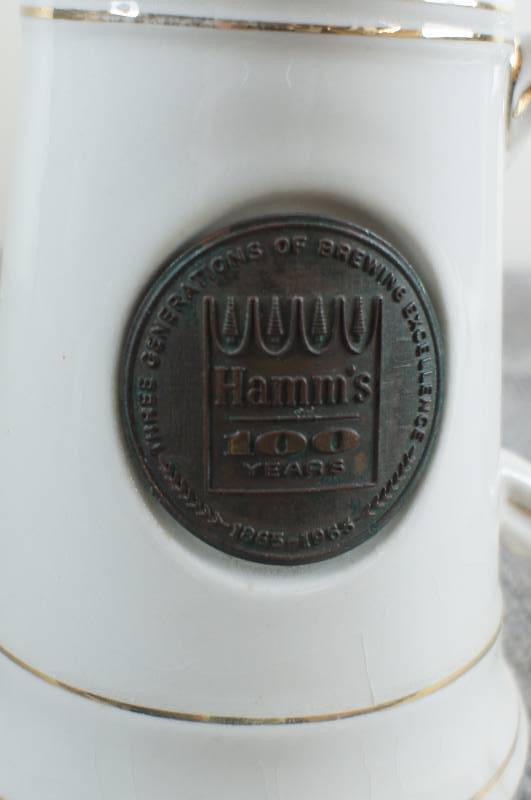 THREE GENERATIONS OF BREWING EXCELLENCE
Hamm's
100
YEARS
1865-1965